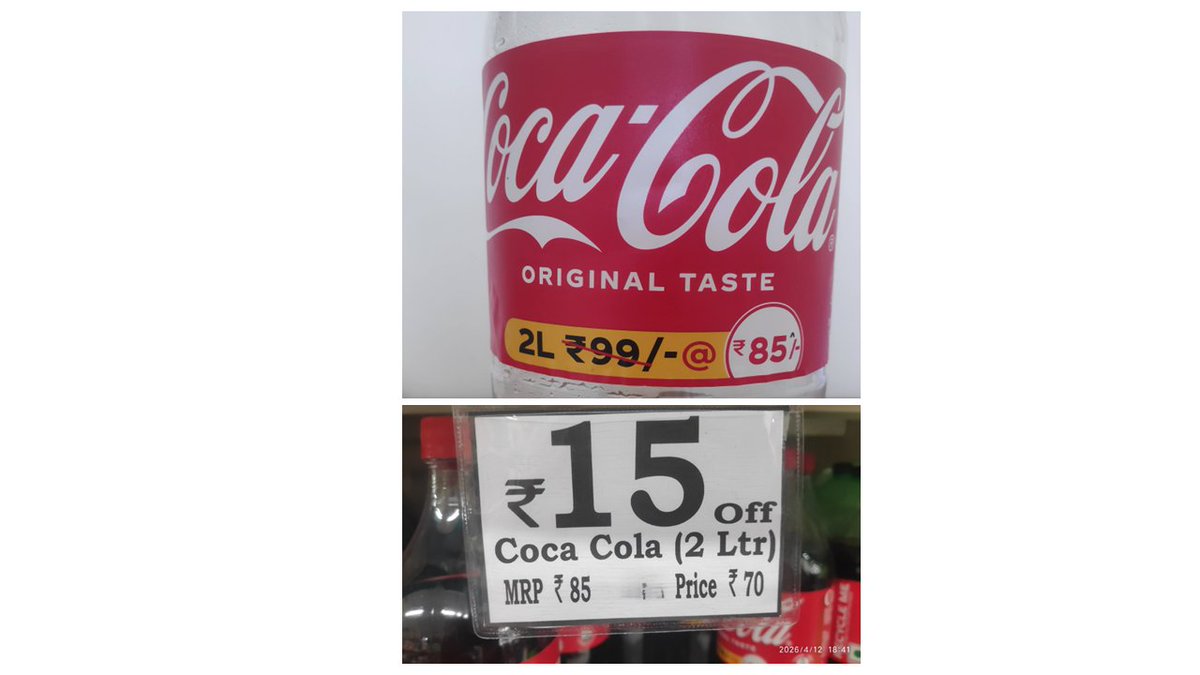 Coca-Cola
ORIGINAL TASTE
2L ₹99/-@ ₹85/-
₹15 Off
Coca Cola (2 Ltr)
MRP ₹85 Price ₹70
2026/4/12 18:41